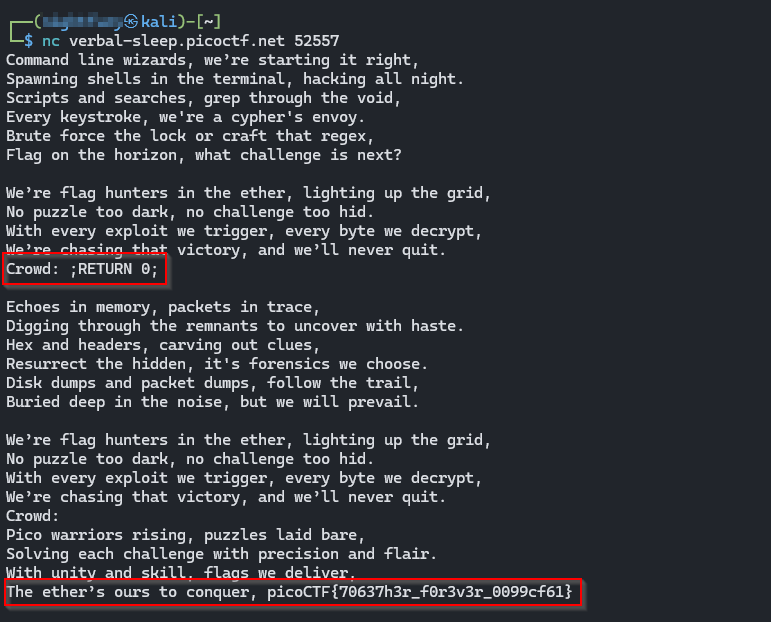 ㉿kali)-[~]
$ nc verbal-sleep.picoctf.net 52557
Command line wizards, we’re starting it right,
Spawning shells in the terminal, hacking all night.
Scripts and searches, grep through the void,
Every keystroke, we're a cypher's envoy.
Brute force the lock or craft that regex,
Flag on the horizon, what challenge is next?

We’re flag hunters in the ether, lighting up the grid,
No puzzle too dark, no challenge too hid.
With every exploit we trigger, every byte we decrypt,
We’re chasing that victory, and we’ll never quit.
Crowd: ;RETURN 0;

Echoes in memory, packets in trace,
Digging through the remnants to uncover with haste.
Hex and headers, carving out clues,
Resurrect the hidden, it's forensics we choose.
Disk dumps and packet dumps, follow the trail,
Buried deep in the noise, but we will prevail.

We’re flag hunters in the ether, lighting up the grid,
No puzzle too dark, no challenge too hid.
With every exploit we trigger, every byte we decrypt,
We’re chasing that victory, and we’ll never quit.
Crowd:
Pico warriors rising, puzzles laid bare,
Solving each challenge with precision and flair.
With unity and skill, flags we deliver,
The ether’s ours to conquer, picoCTF{70637h3r_f0r3v3r_0099cf61}